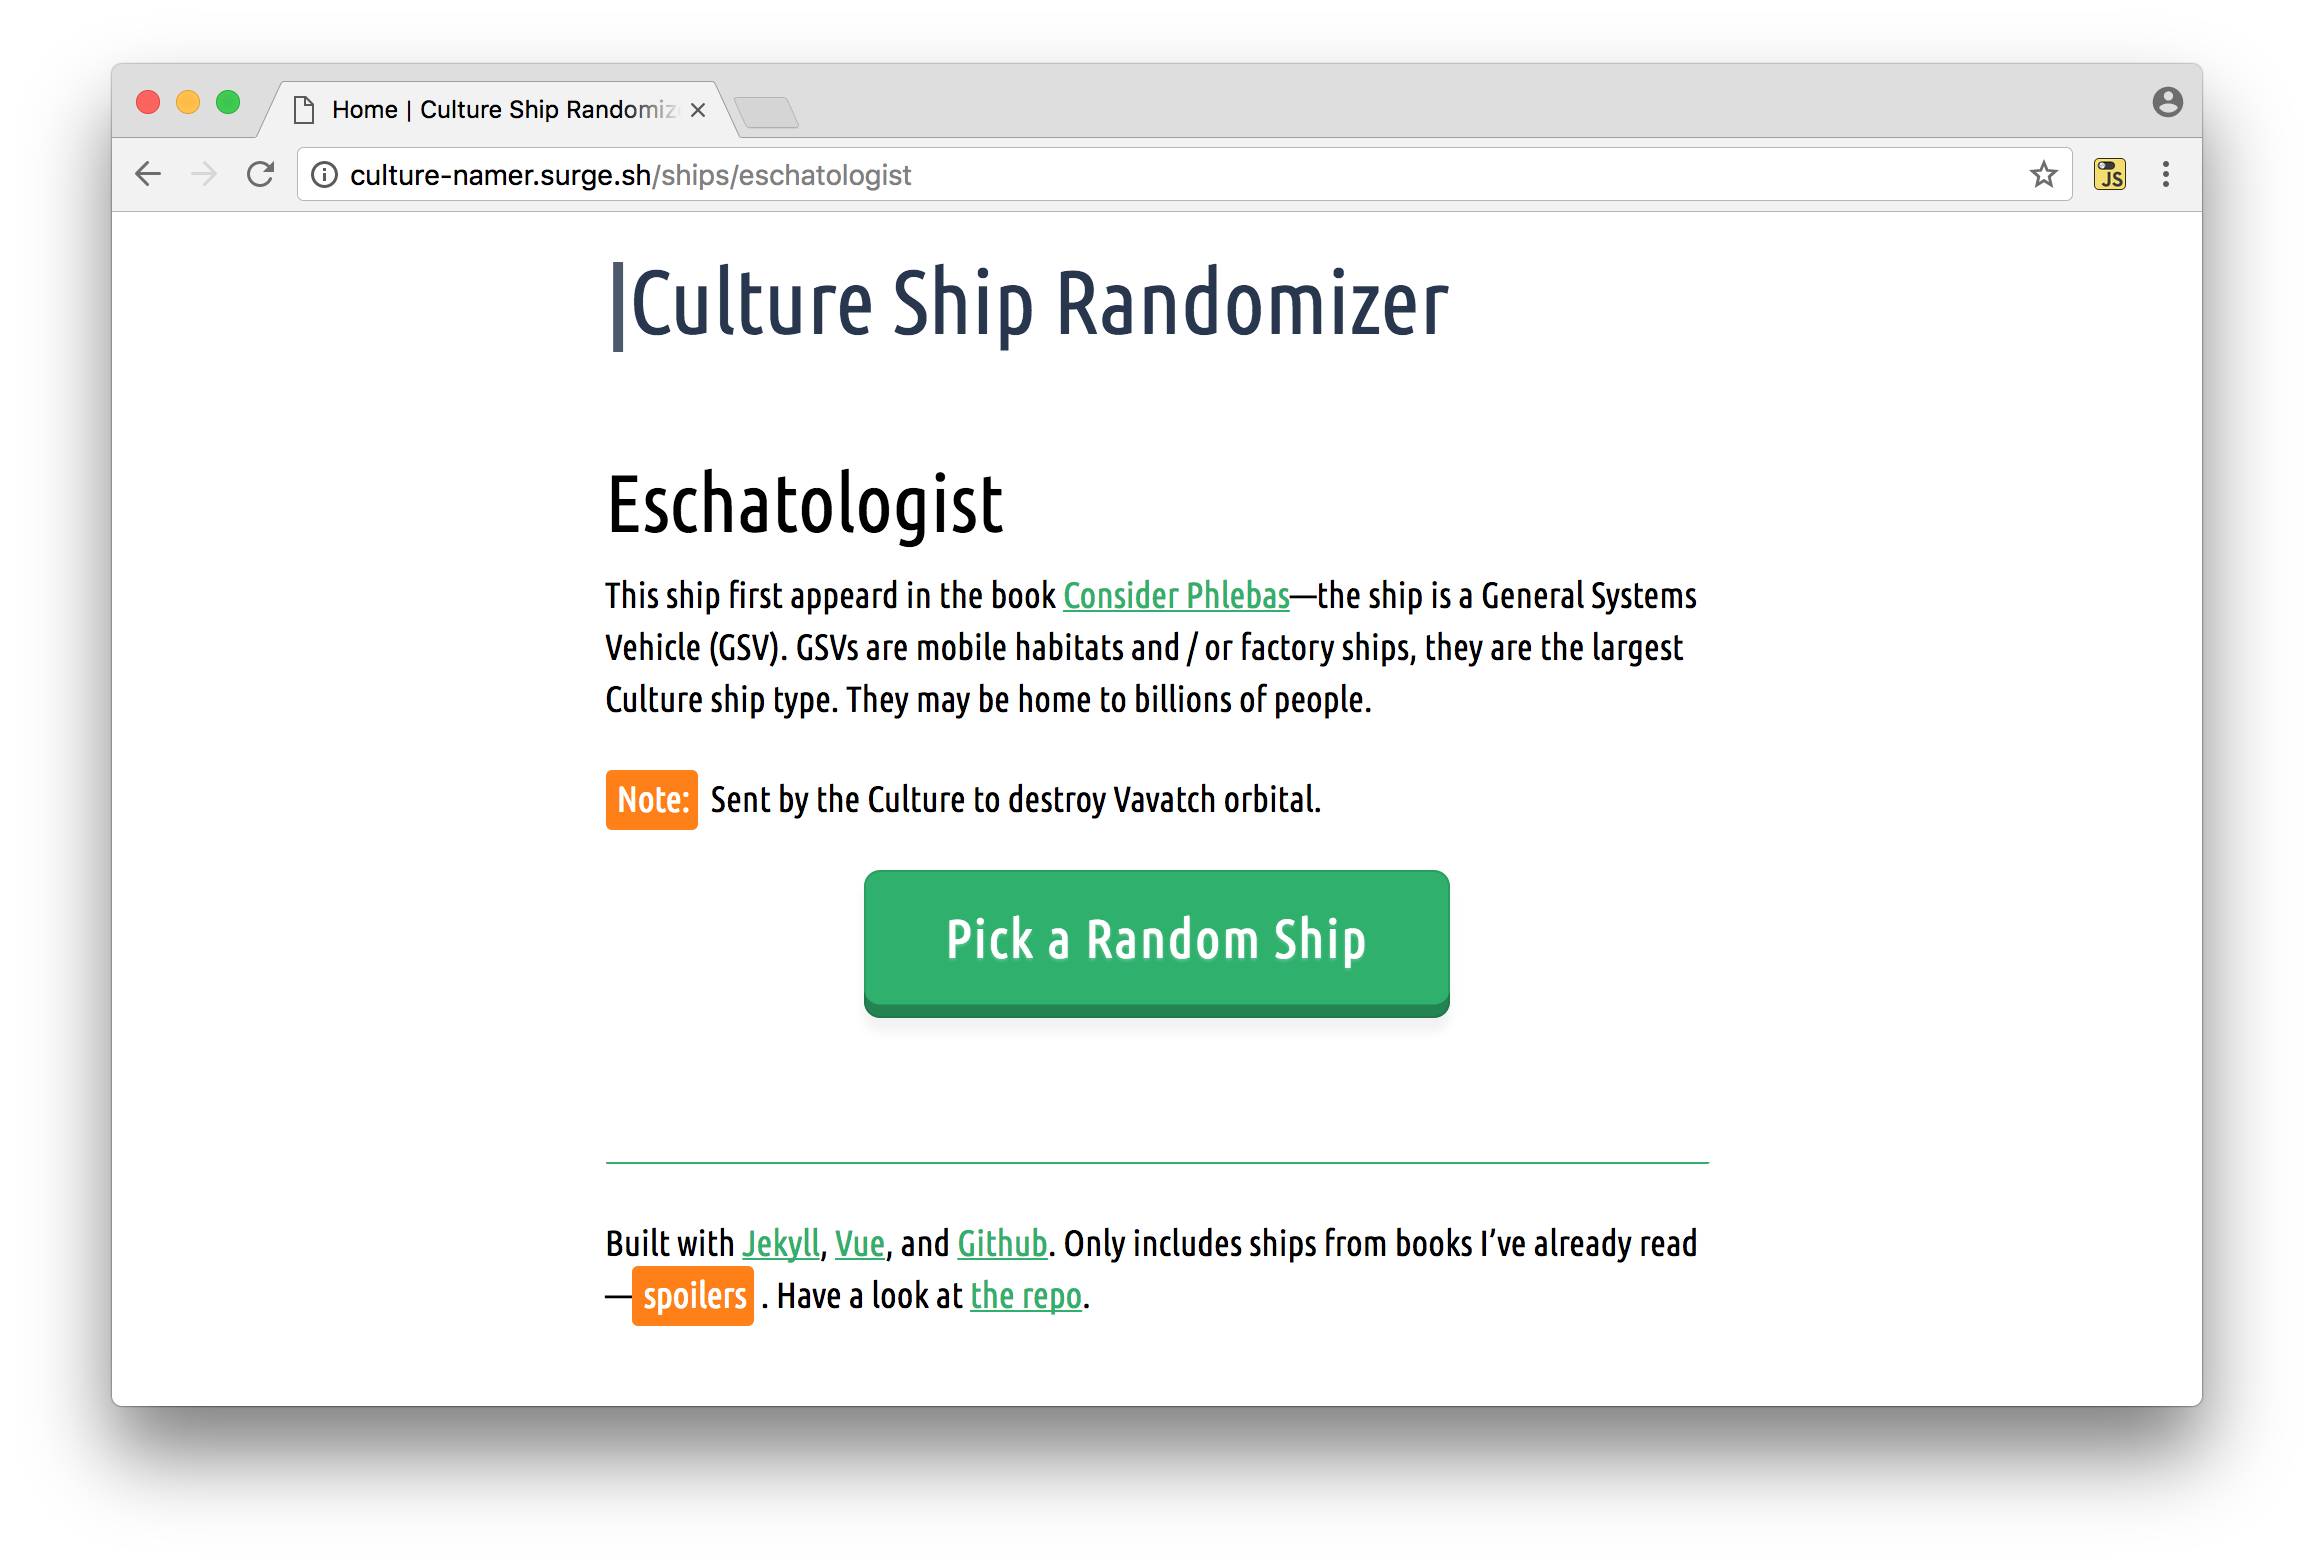 Home | Culture Ship Randomiz
culture-namer.surge.sh/ships/eschatologist
JS
|Culture Ship Randomizer
Eschatologist
This ship first appeard in the book Consider Phlebas—the ship is a General Systems
Vehicle (GSV). GSVs are mobile habitats and / or factory ships, they are the largest
Culture ship type. They may be home to billions of people.
Note: Sent by the Culture to destroy Vavatch orbital.
Pick a Random Ship
Built with Jekyll, Vue, and Github. Only includes ships from books I’ve already read
—spoilers . Have a look at the repo.